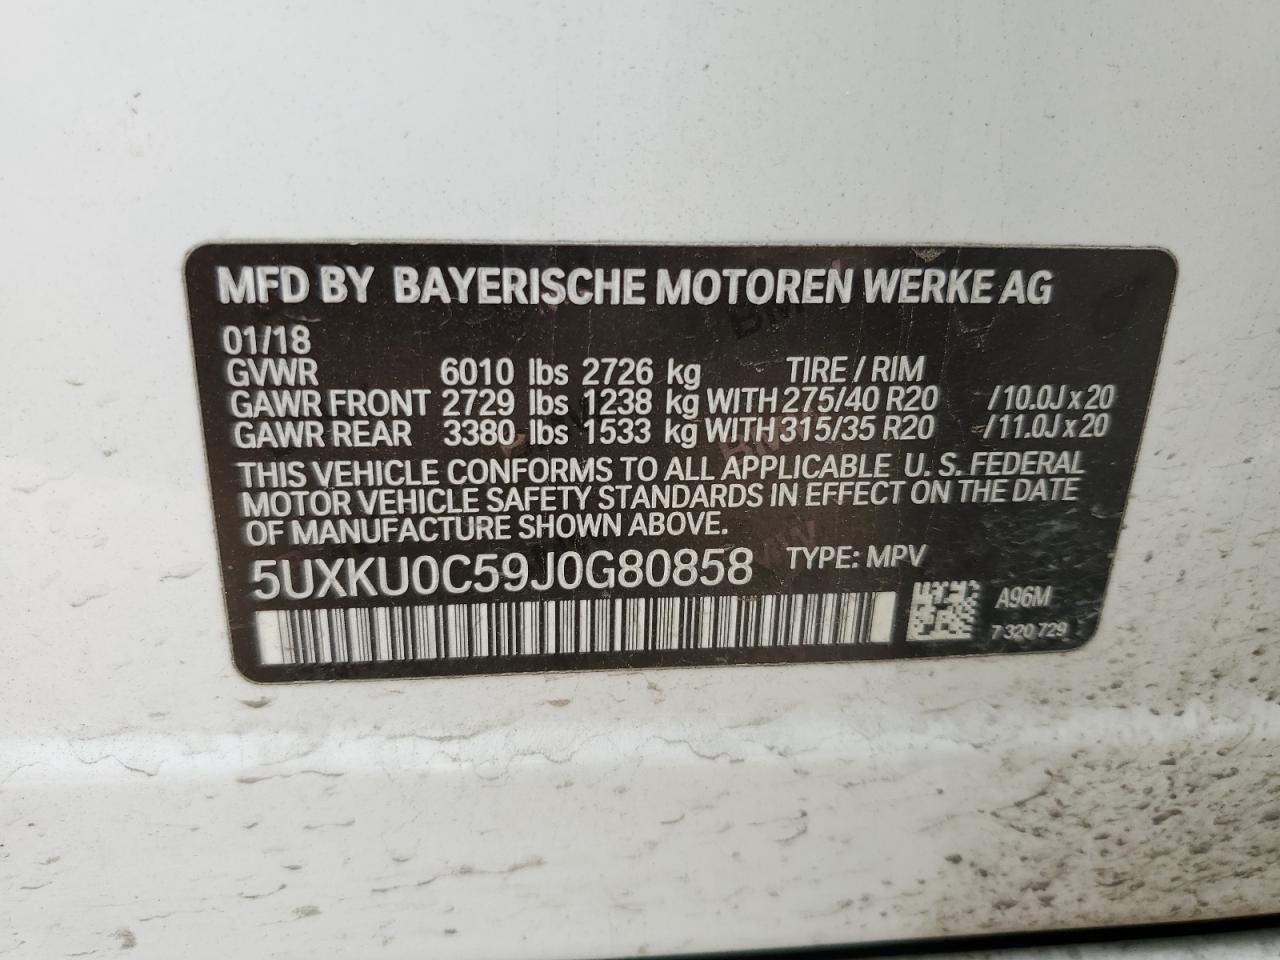 MFD BY BAYERISCHE MOTOREN WERKE AG
01/18
GVWR 6010 lbs 2726 kg TIRE / RIM
GAWR FRONT 2729 lbs 1238 kg WITH 275/40 R20 /10.0J x 20
GAWR REAR 3380 lbs 1533 kg WITH 315/35 R20 /11.0J x 20
THIS VEHICLE CONFORMS TO ALL APPLICABLE U. S. FEDERAL
MOTOR VEHICLE SAFETY STANDARDS IN EFFECT ON THE DATE
OF MANUFACTURE SHOWN ABOVE.
5UXKU0C59J0G80858 TYPE: MPV
A96M
7 320 729